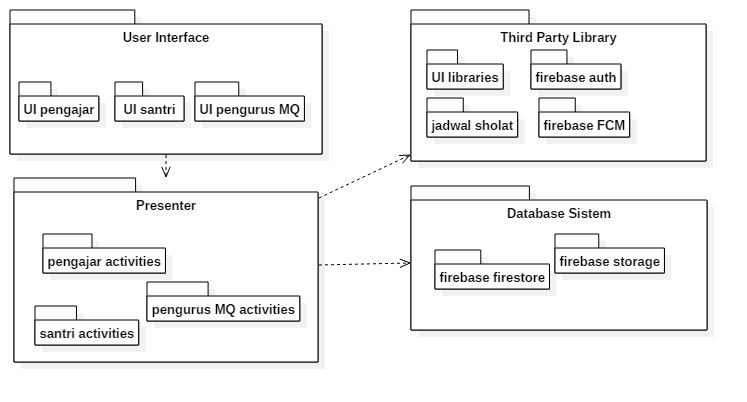 User Interface
UI pengajar
UI santri
UI pengurus MQ
Presenter
pengajar activities
pengurus MQ activities
santri activities
Third Party Library
UI libraries
firebase auth
jadwal sholat
firebase FCM
Database Sistem
firebase firestore
firebase storage